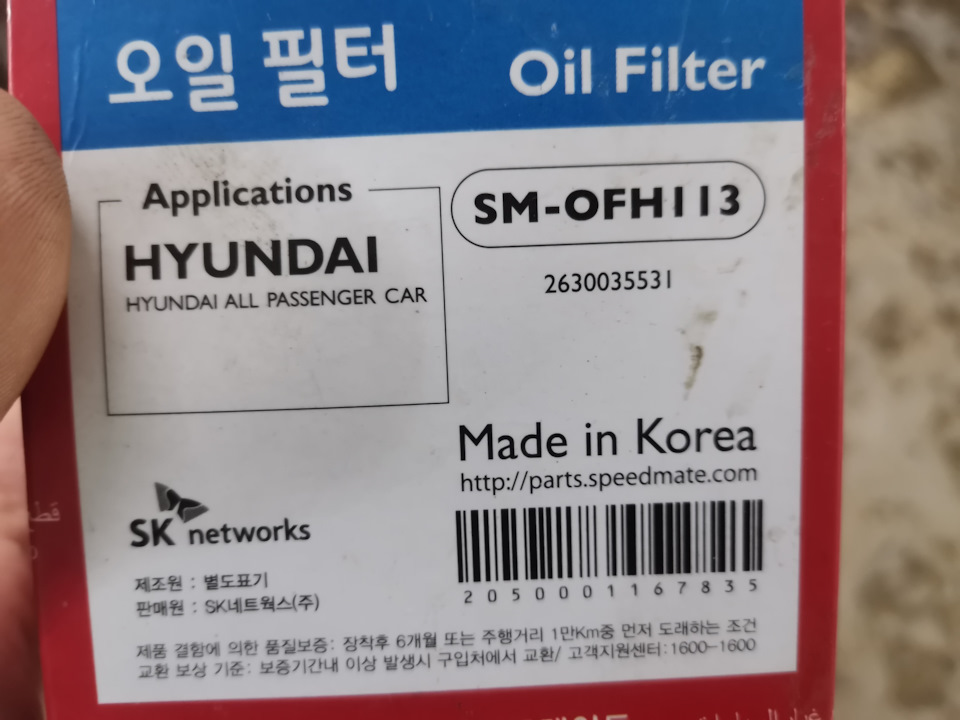 오일 필터
Oil Filter
Applications
HYUNDAI
HYUNDAI ALL PASSENGER CAR
SM-OFH113
2630035531
Made in Korea
http://parts.speedmate.com
2050001167835
SK networks
제조원 : 별도표기
판매원 : SK네트웍스(주)
제품 결함에 의한 품질보증: 장착후 6개월 또는 주행거리 1만Km중 먼저 도래하는 조건
교환 보상 기준: 보증기간내 이상 발생시 구입처에서 교환/ 고객지원센터:1600-1600